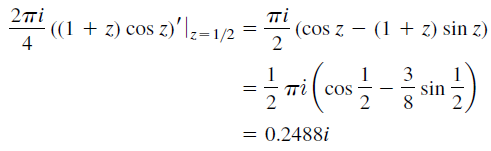 2πi/4 ((1 + z) cos z)′|z=1/2 = πi/2 (cos z − (1 + z) sin z)
= 1/2 πi(cos 1/2 − 3/8 sin 1/2)
= 0.2488i